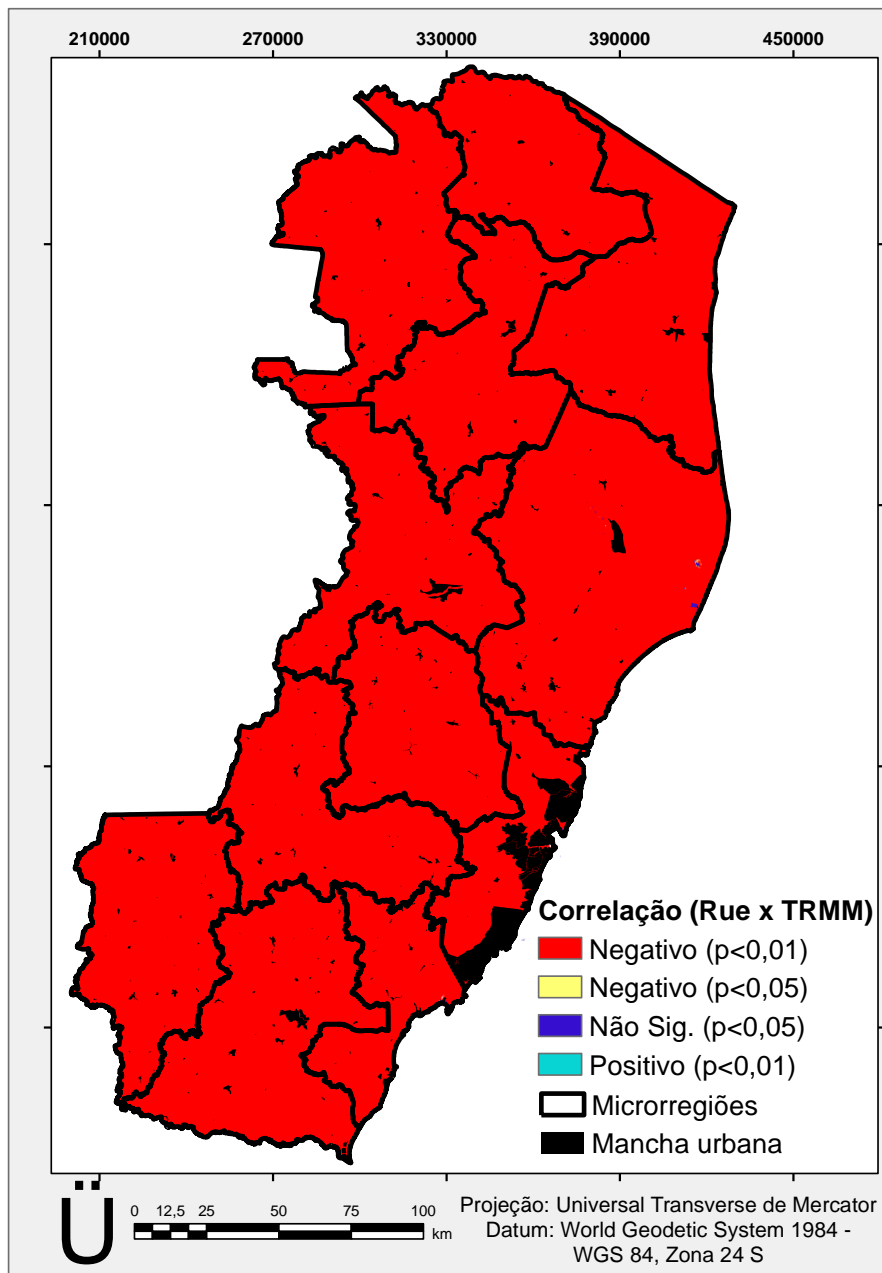 210000 270000 330000 390000 450000
Correlação (Rue x TRMM)
Negativo (p<0,01)
Negativo (p<0,05)
Não Sig. (p<0,05)
Positivo (p<0,01)
Microrregiões
Mancha urbana
Ü
0 12,5 25 50 75 100
km
Projeção: Universal Transverse de Mercator
Datum: World Geodetic System 1984 -
WGS 84, Zona 24 S